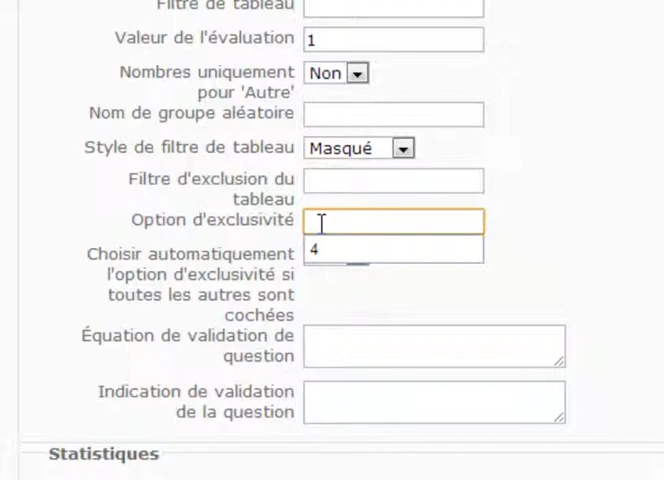 Filtre de tableau
Valeur de l'évaluation 1
Nombres uniquement Non
pour 'Autre'
Nom de groupe aléatoire
Style de filtre de tableau Masqué
Filtre d'exclusion du
tableau
Option d'exclusivité
4
Choisir automatiquement
l'option d'exclusivité si
toutes les autres sont
cochées
Équation de validation de
question
Indication de validation
de la question
Statistiques